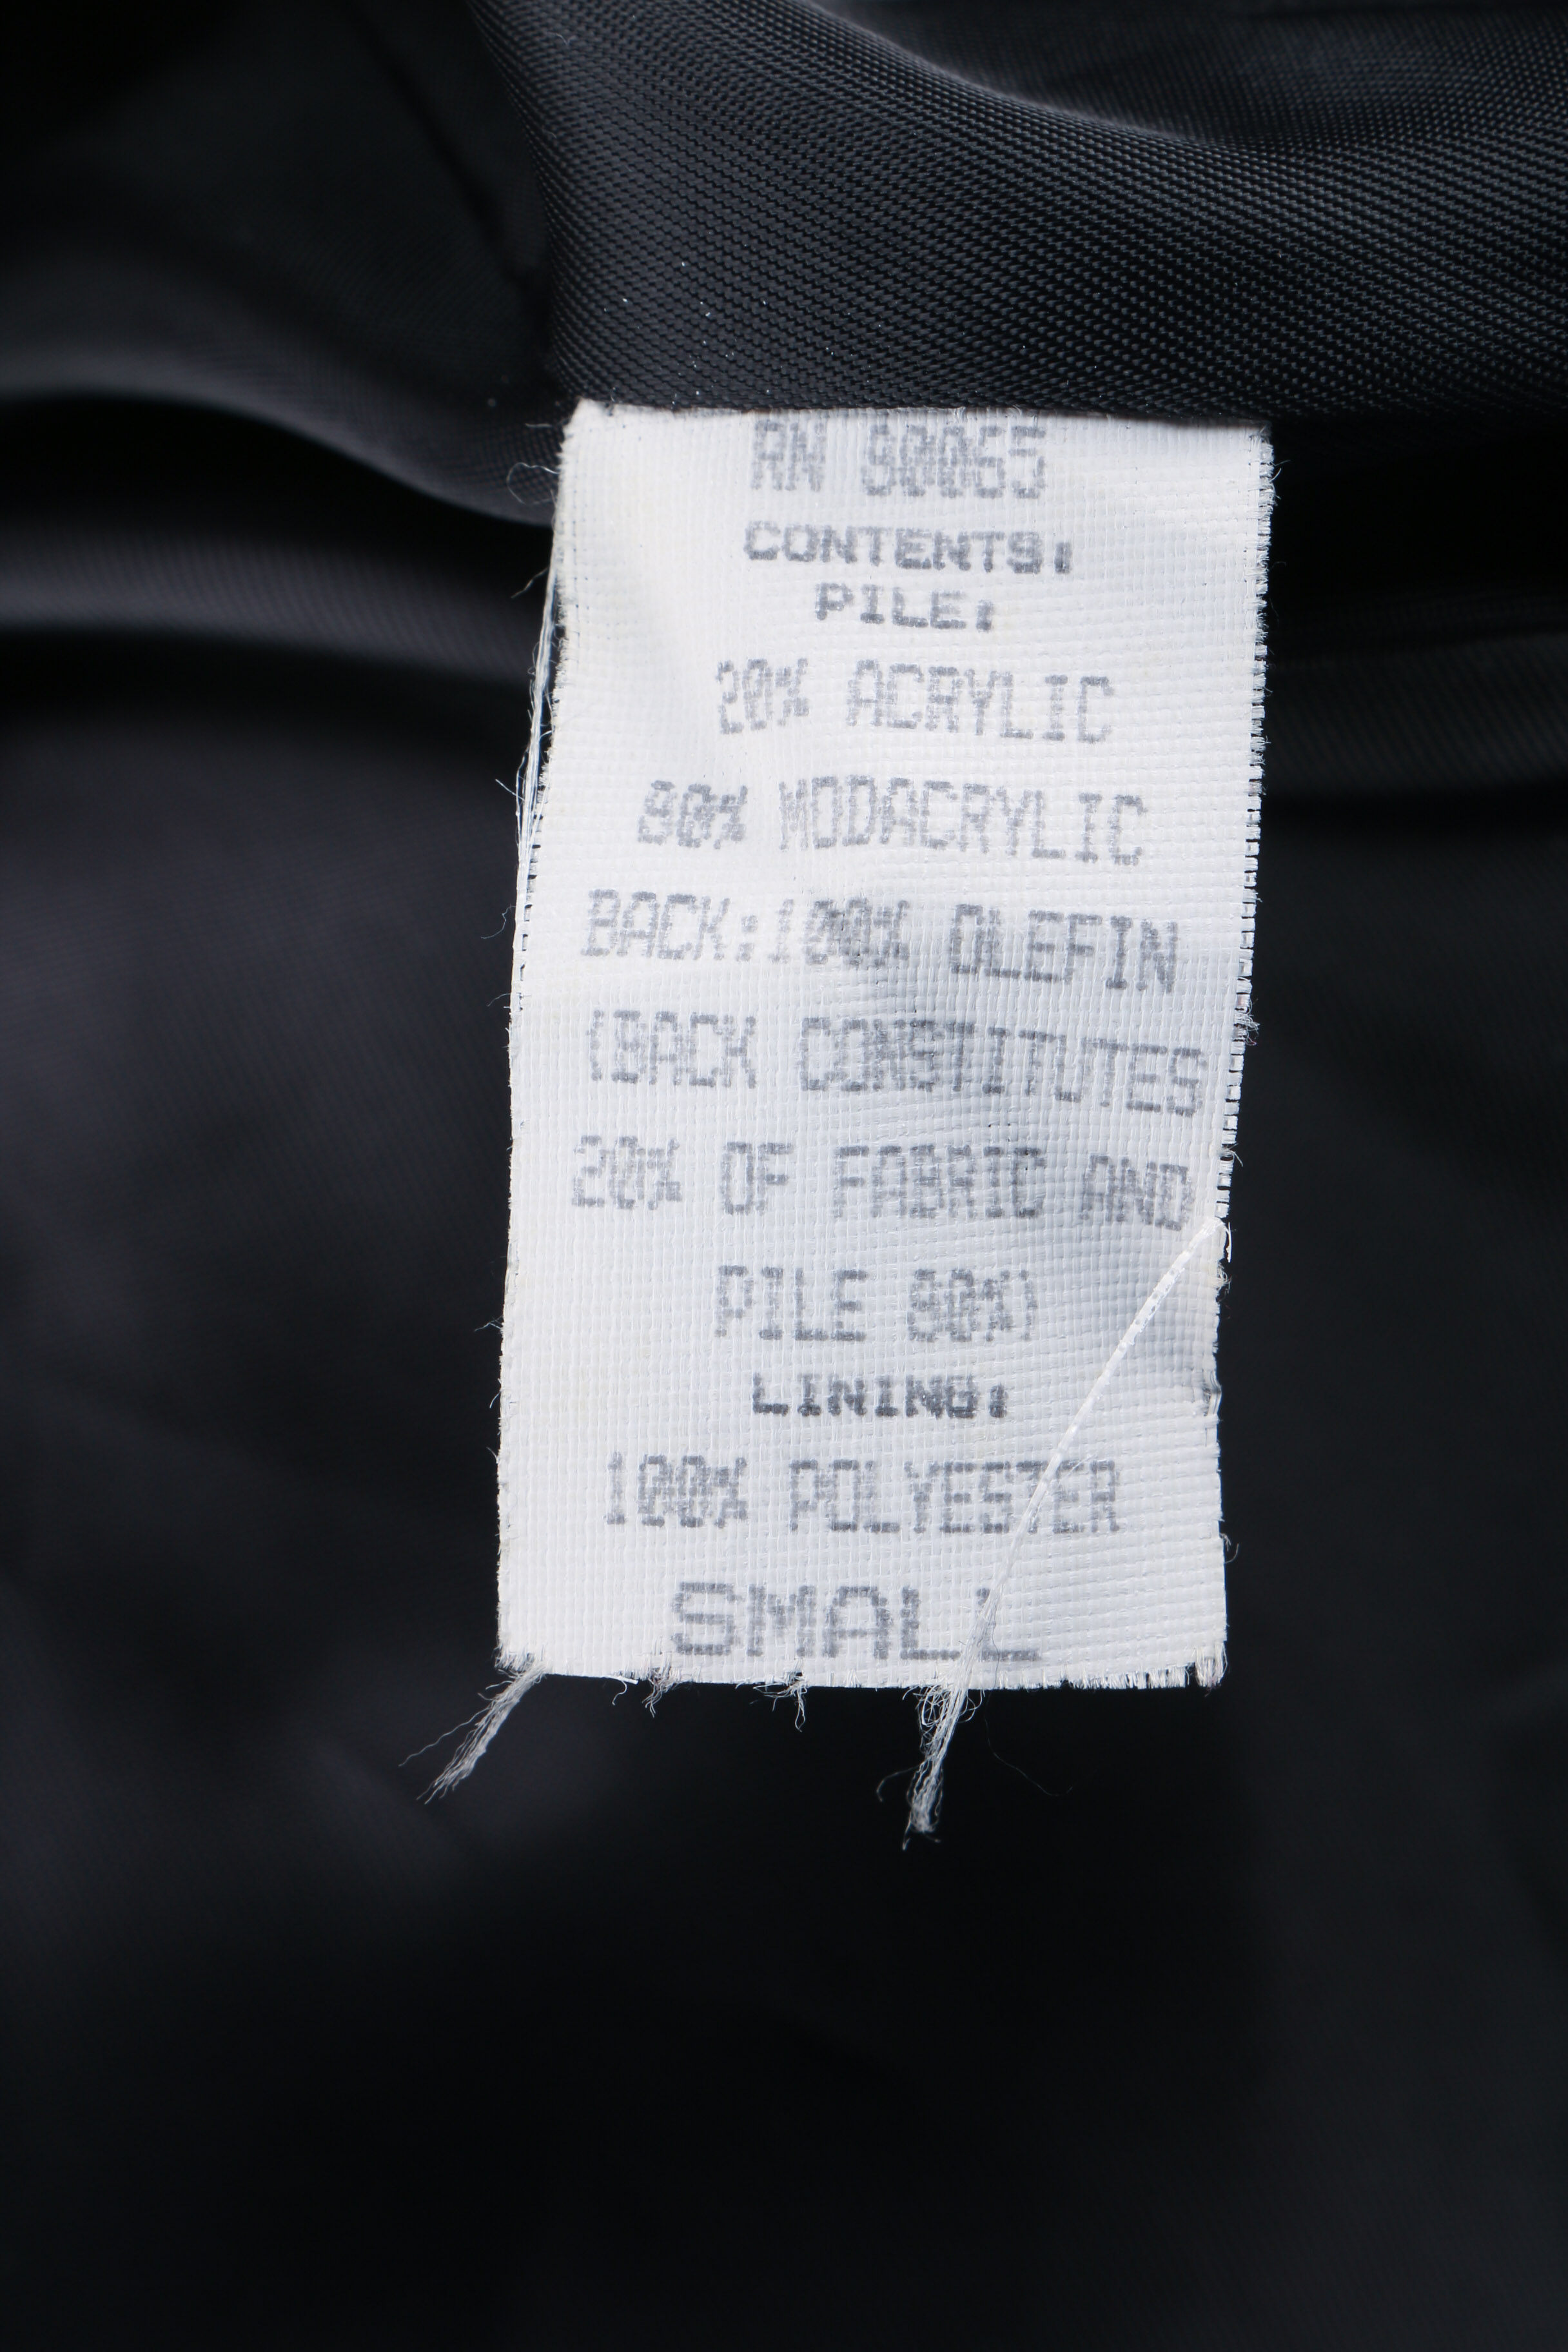 RN 90065
CONTENTS:
PILE:
20% ACRYLIC
80% MODACRYLIC
BACK:100% OLEFIN
(BACK CONSTITUTES
20% OF FABRIC AND
PILE 80%)
LINING:
100% POLYESTER
SMALL